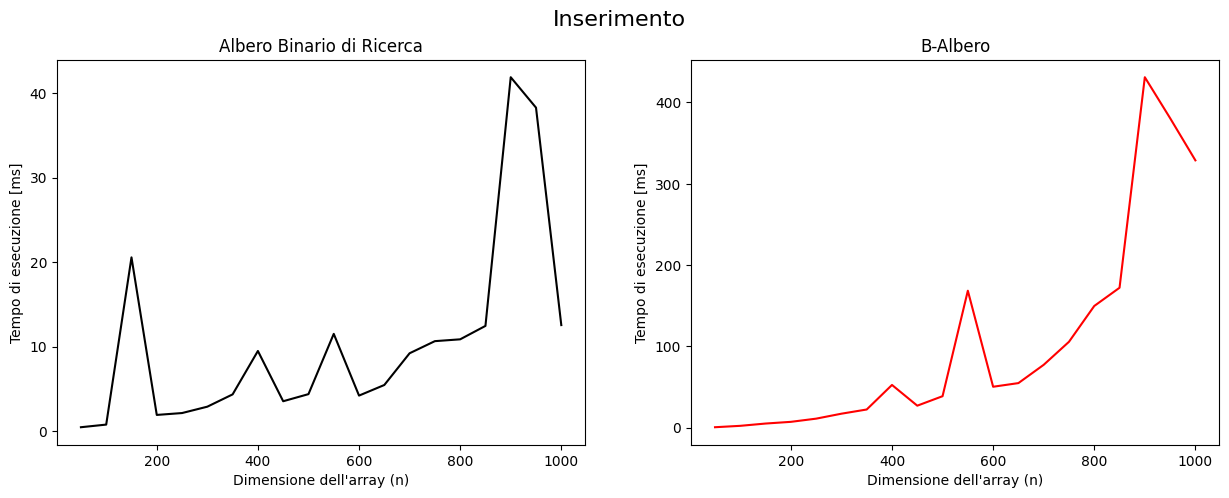 Inserimento
Albero Binario di Ricerca
Tempo di esecuzione [ms]
40
30
20
10
0
200 400 600 800 1000
Dimensione dell'array (n)
B-Albero
Tempo di esecuzione [ms]
400
300
200
100
0
200 400 600 800 1000
Dimensione dell'array (n)